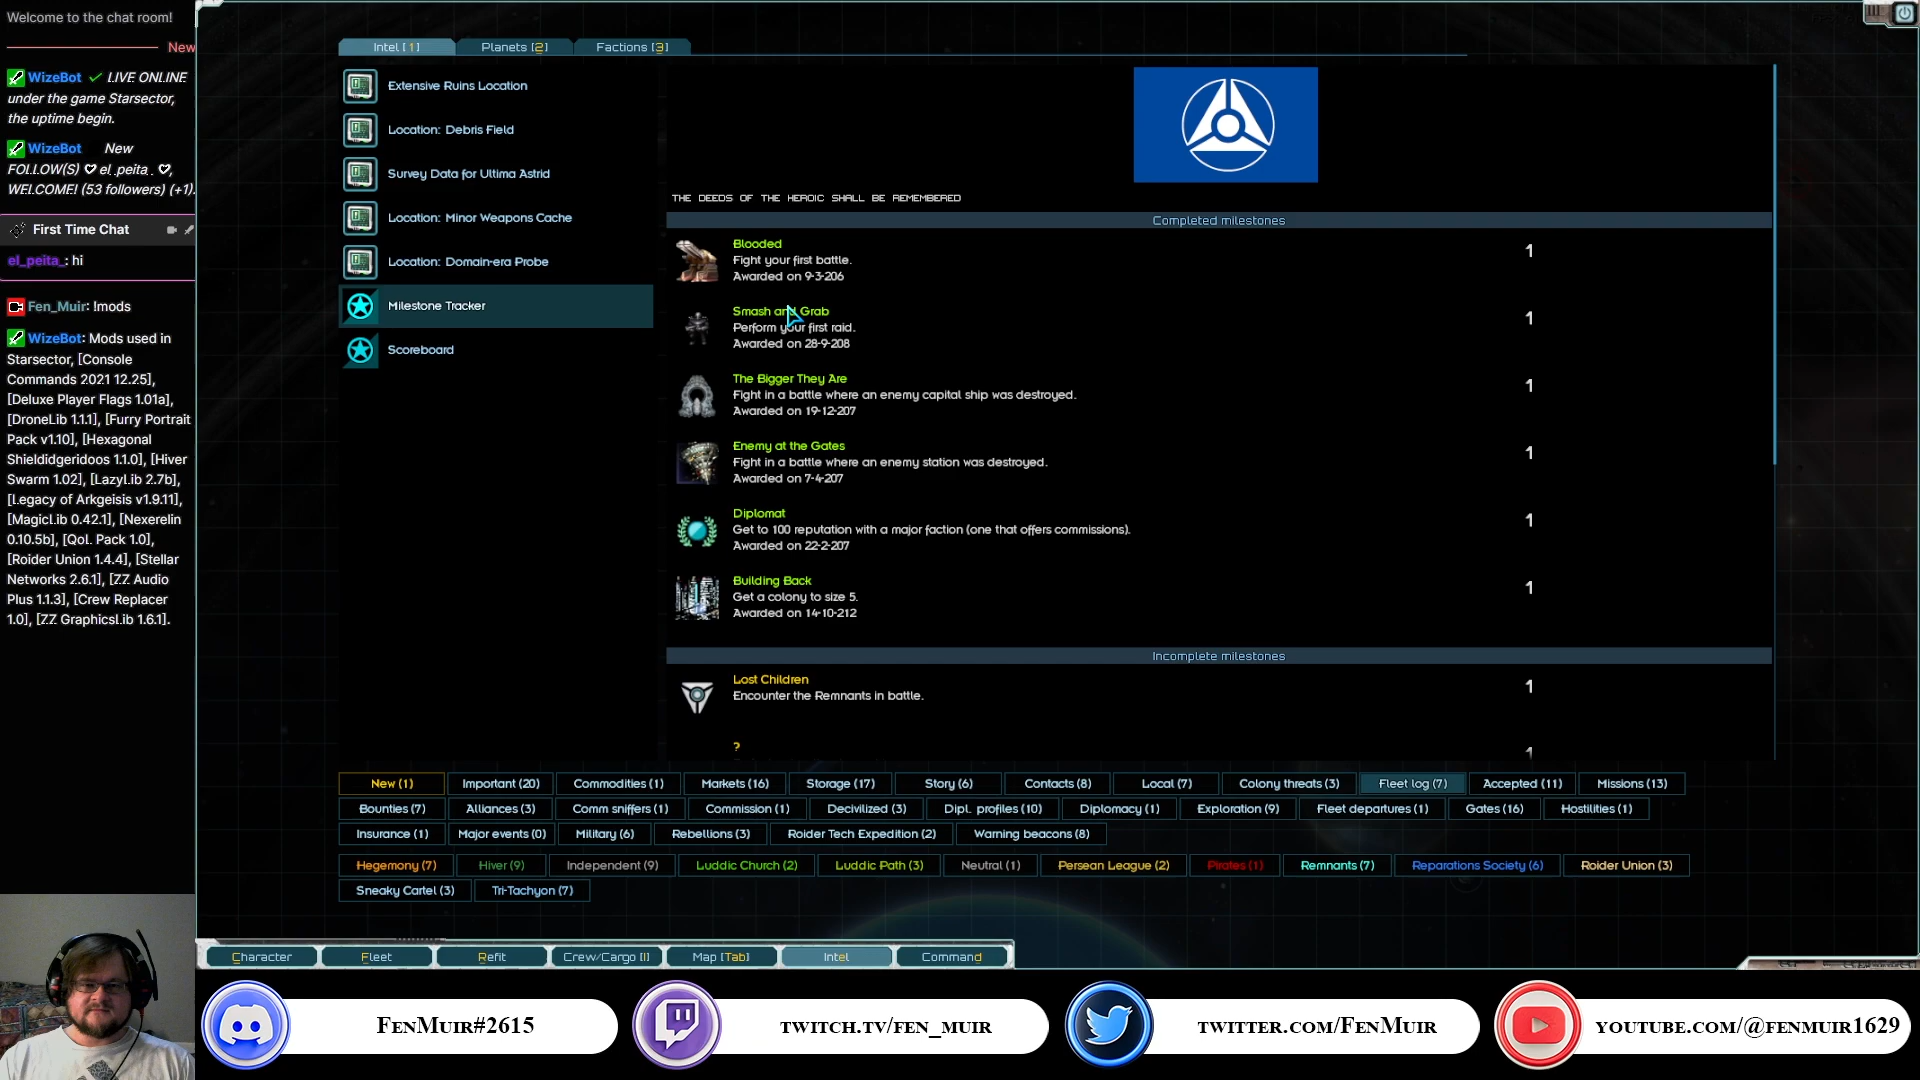 Welcome to the chat room!
New
WizeBot ✓ LIVE ONLINE
under the game Starsector,
the uptime begin.
WizeBot New
FOLLOW(S) ♡ el_peita_ ♡,
WELCOME! (53 followers) (+1).
First Time Chat
el_peita_: hi
Fen_Muir: !mods
WizeBot: Mods used in
Starsector, [Console
Commands 2021 12.25],
[Deluxe Player Flags 1.01a],
[DroneLib 1.1.1], [Furry Portrait
Pack v1.10], [Hexagonal
Shieldidgeridoos 1.1.0], [Hiver
Swarm 1.02], [LazyLib 2.7b],
[Legacy of Arkgeisis v1.9.11],
[MagicLib 0.42.1], [Nexerelin
0.10.5b], [QoL Pack 1.0],
[Roider Union 1.4.4], [Stellar
Networks 2.6.1], [ZZ Audio
Plus 1.1.3], [Crew Replacer
1.0], [ZZ GraphicsLib 1.6.1].
Intel [1] Planets [2] Factions [3]
Extensive Ruins Location
Location: Debris Field
Survey Data for Ultima Astrid
Location: Minor Weapons Cache
Location: Domain-era Probe
Milestone Tracker
Scoreboard
THE DEEDS OF THE HEROIC SHALL BE REMEMBERED
Completed milestones
Blooded
Fight your first battle.
Awarded on 9-3-206
1
Smash and Grab
Perform your first raid.
Awarded on 28-9-208
1
The Bigger They Are
Fight in a battle where an enemy capital ship was destroyed.
Awarded on 19-12-207
1
Enemy at the Gates
Fight in a battle where an enemy station was destroyed.
Awarded on 7-4-207
1
Diplomat
Get to 100 reputation with a major faction (one that offers commissions).
Awarded on 22-2-207
1
Building Back
Get a colony to size 5.
Awarded on 14-10-212
1
Incomplete milestones
Lost Children
Encounter the Remnants in battle.
1
?
1
New (1) Important (20) Commodities (1) Markets (16) Storage (17) Story (6) Contacts (8) Local (7) Colony threats (3) Fleet log (7) Accepted (11) Missions (13)
Bounties (7) Alliances (3) Comm sniffers (1) Commission (1) Decivilized (3) Dipl. profiles (10) Diplomacy (1) Exploration (9) Fleet departures (1) Gates (16) Hostilities (1)
Insurance (1) Major events (0) Military (6) Rebellions (3) Roider Tech Expedition (2) Warning beacons (8)
Hegemony (7) Hiver (9) Independent (9) Luddic Church (2) Luddic Path (3) Neutral (1) Persean League (2) Pirates (1) Remnants (7) Reparations Society (6) Roider Union (3)
Sneaky Cartel (3) Tri-Tachyon (7)
Character Fleet Refit Crew/Cargo [I] Map [Tab] Intel Command
FenMuir#2615 twitch.tv/fen_muir twitter.com/FenMuir youtube.com/@fenmuir1629